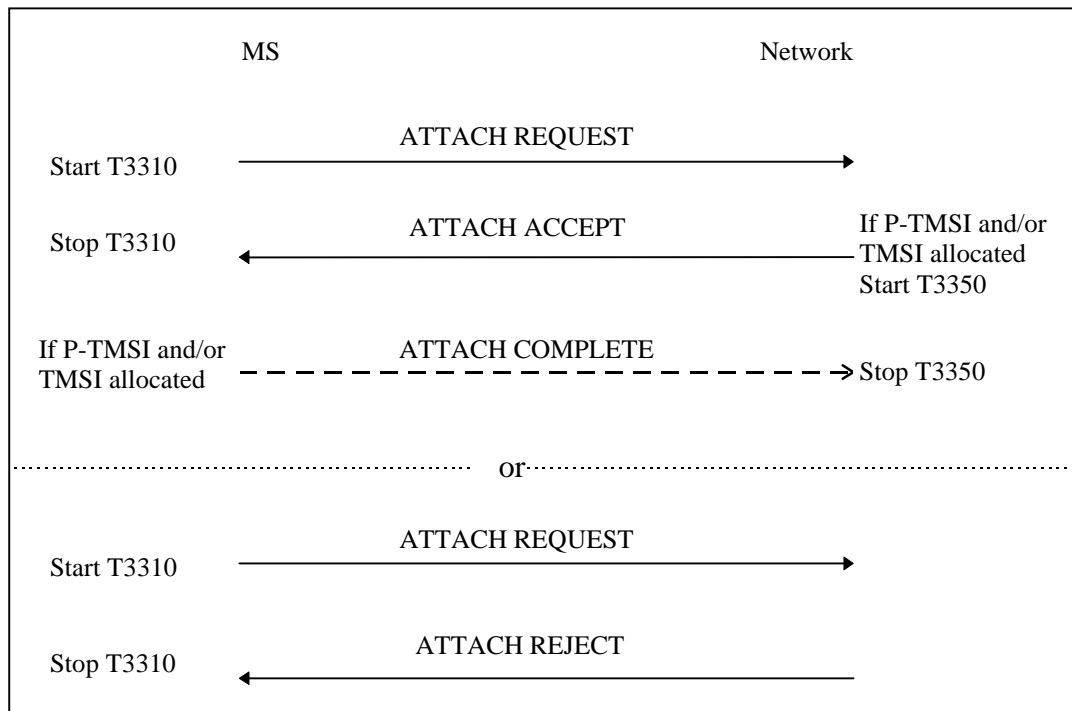 MS
Network
ATTACH REQUEST
Start T3310
ATTACH ACCEPT
Stop T3310
If P-TMSI and/or
TMSI allocated
Start T3350
If P-TMSI and/or
TMSI allocated
ATTACH COMPLETE
Stop T3350
or
ATTACH REQUEST
Start T3310
ATTACH REJECT
Stop T3310